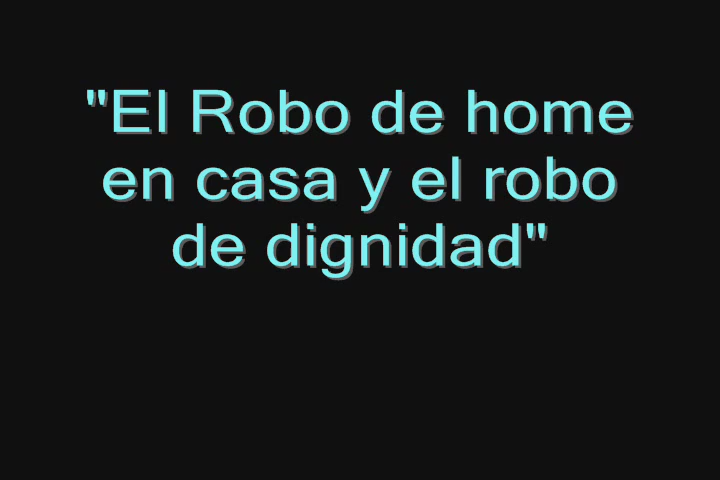 "El Robo de home
en casa y el robo
de dignidad"